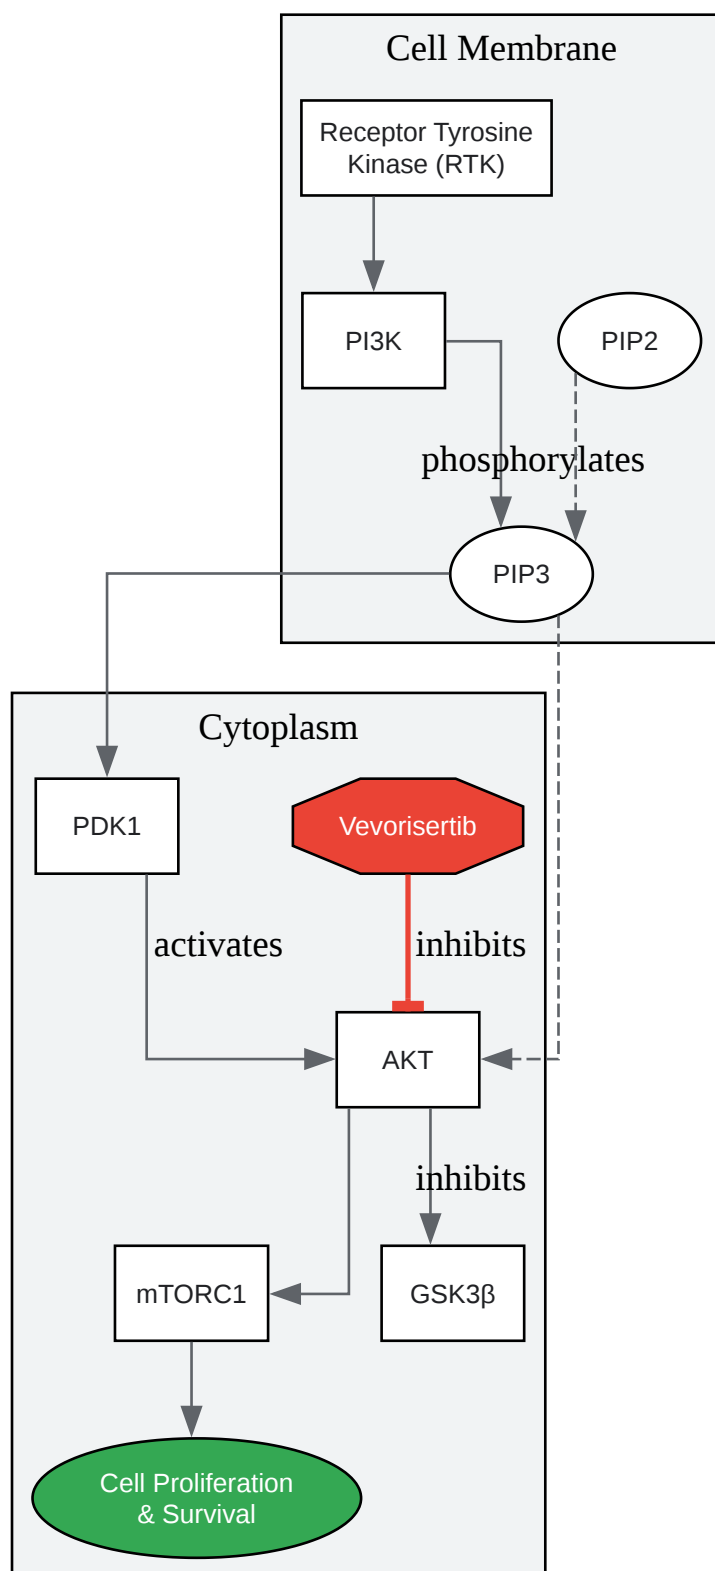 Cell Membrane
Receptor Tyrosine
Kinase (RTK)
PI3K
PIP2
phosphorylates
PIP3
Cytoplasm
PDK1
Vevorisertib
activates
inhibits
AKT
inhibits
mTORC1
GSK3β
Cell Proliferation
& Survival